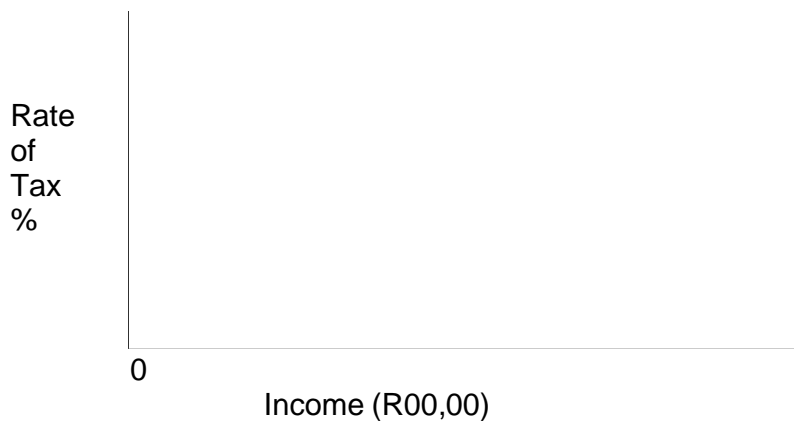 Rate
of
Tax
%
0
Income (R00,00)